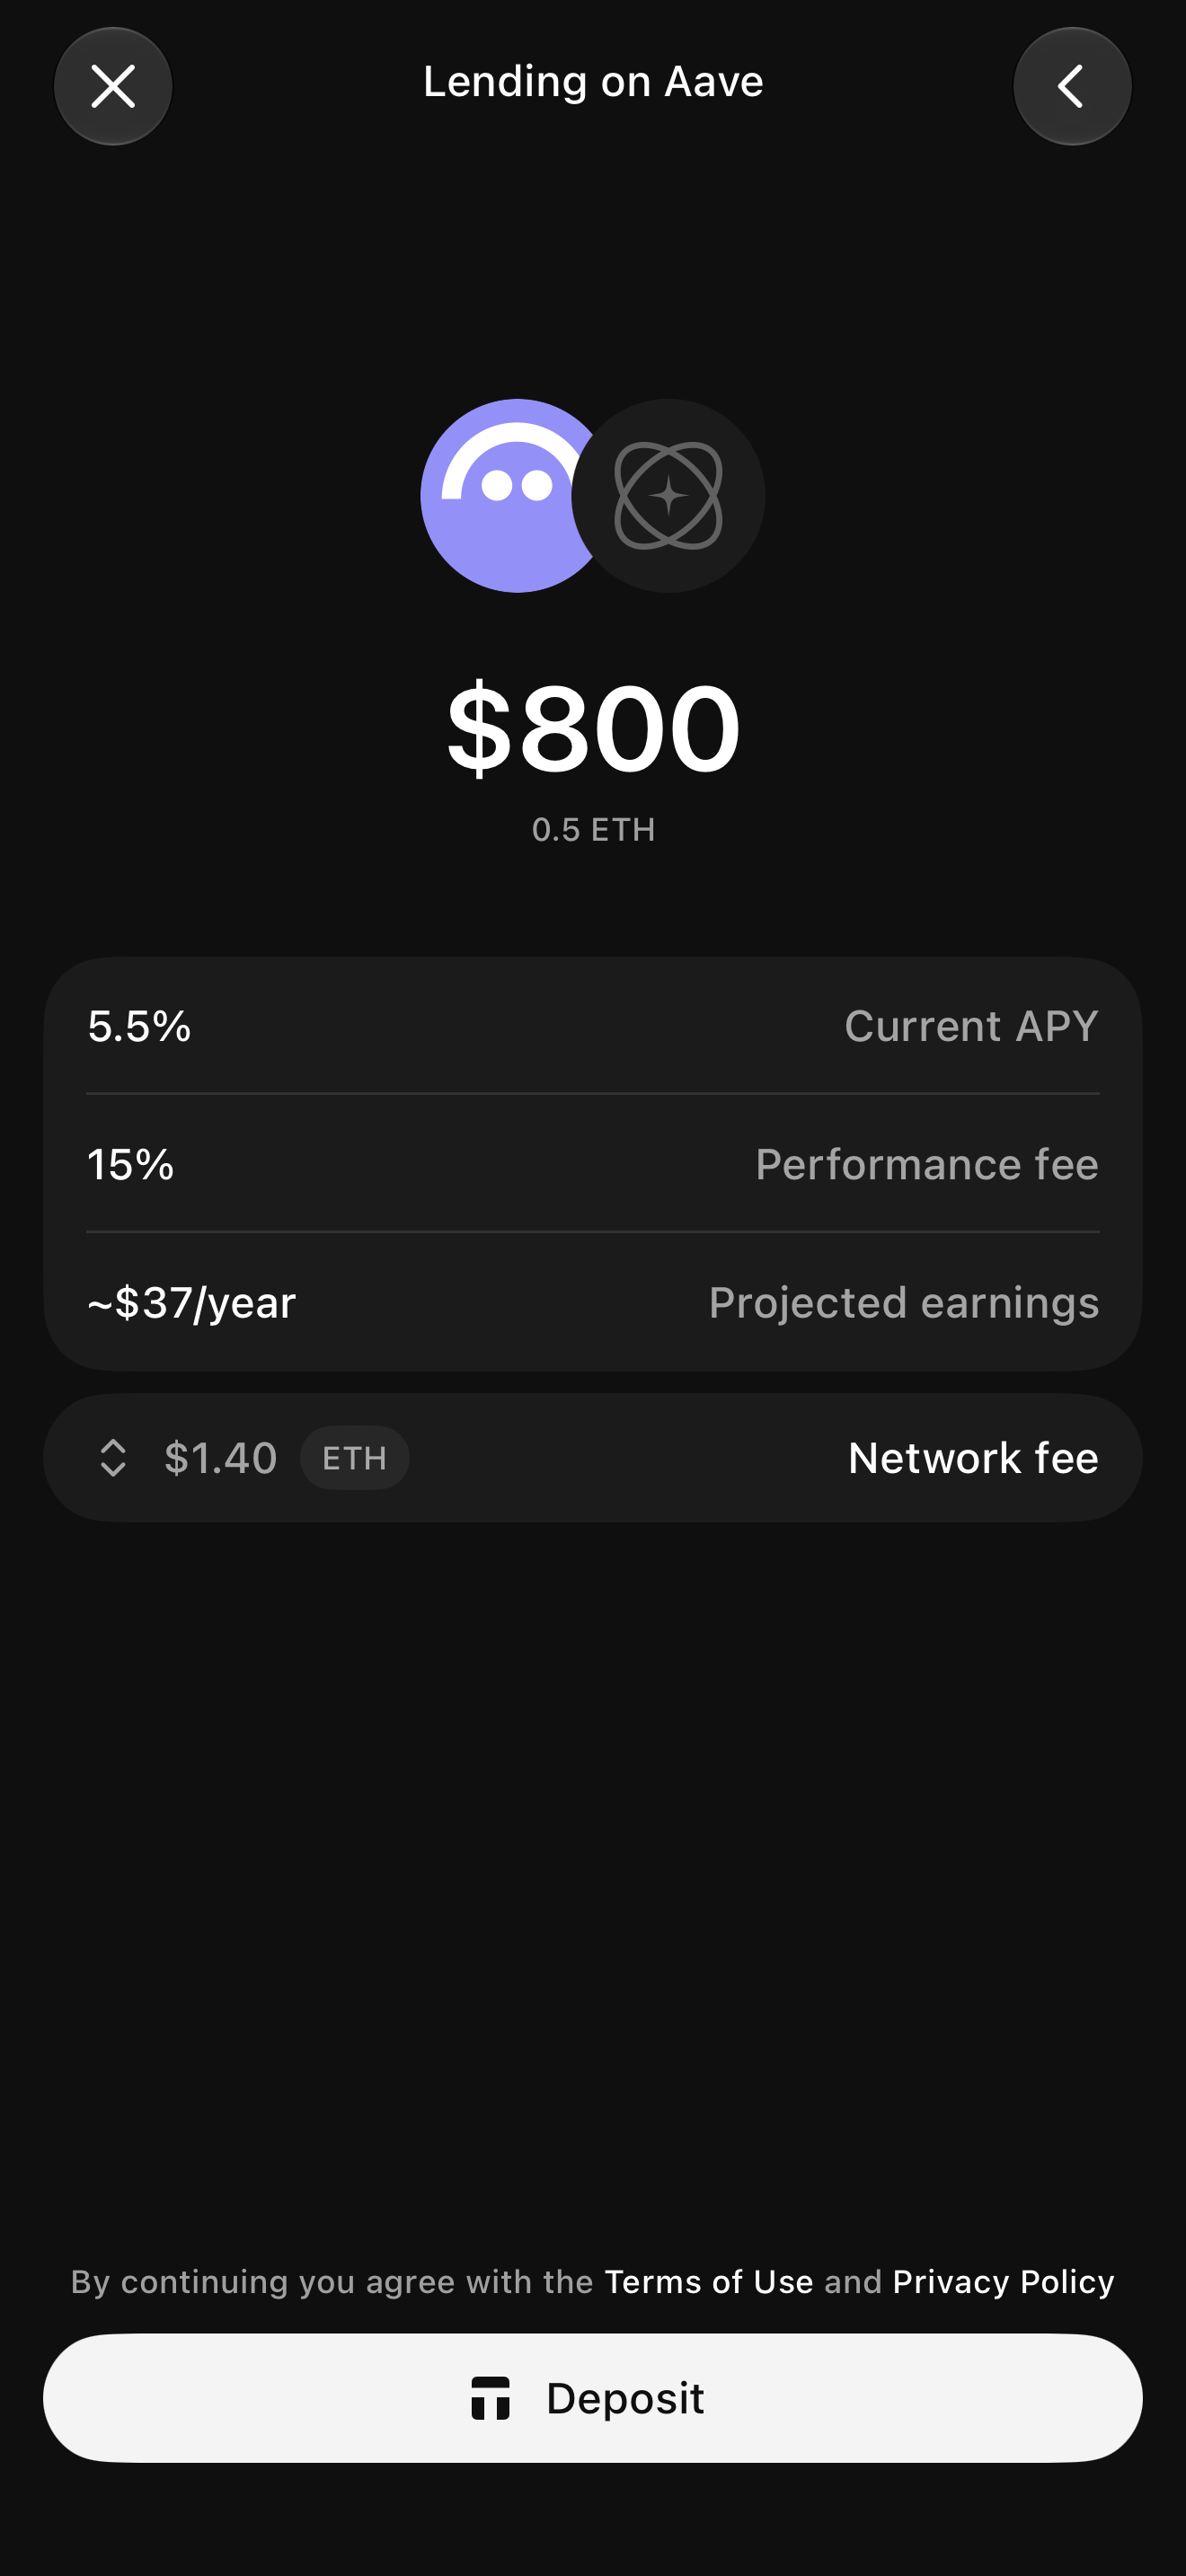 Lending on Aave
$800
0.5 ETH
5.5% Current APY
15% Performance fee
~$37/year Projected earnings
$1.40 ETH Network fee
By continuing you agree with the Terms of Use and Privacy Policy
Deposit